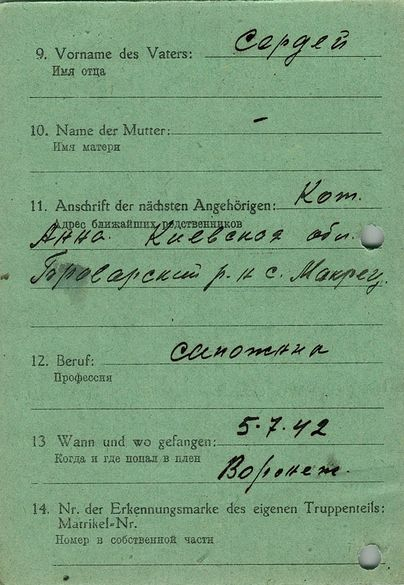 9. Vorname des Vaters: Сергей
Имя отца
10. Name der Mutter: -
Имя матери
11. Anschrift der nächsten Angehörigen: Кот.
Адрес ближайших родственников
Анна. Киевская обл.
Броварский р-н с. Макрец
12. Beruf: сапожник
Профессия
13 Wann und wo gefangen: 5.7.42
Когда и где попал в плен
Воронеж.
14. Nr. der Erkennungsmarke des eigenen Truppenteils:
Matrikel-Nr.
Номер в собственной части